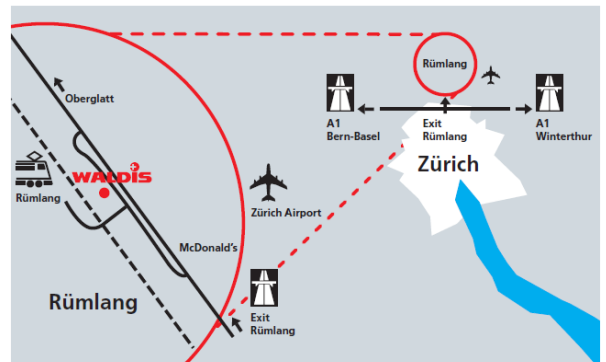 Oberglatt
WALDIS
Rümlang
Zürich Airport
McDonald's
Rümlang
Exit
Rümlang
Rümlang
A1
Bern-Basel
Exit
Rümlang
A1
Winterthur
Zürich